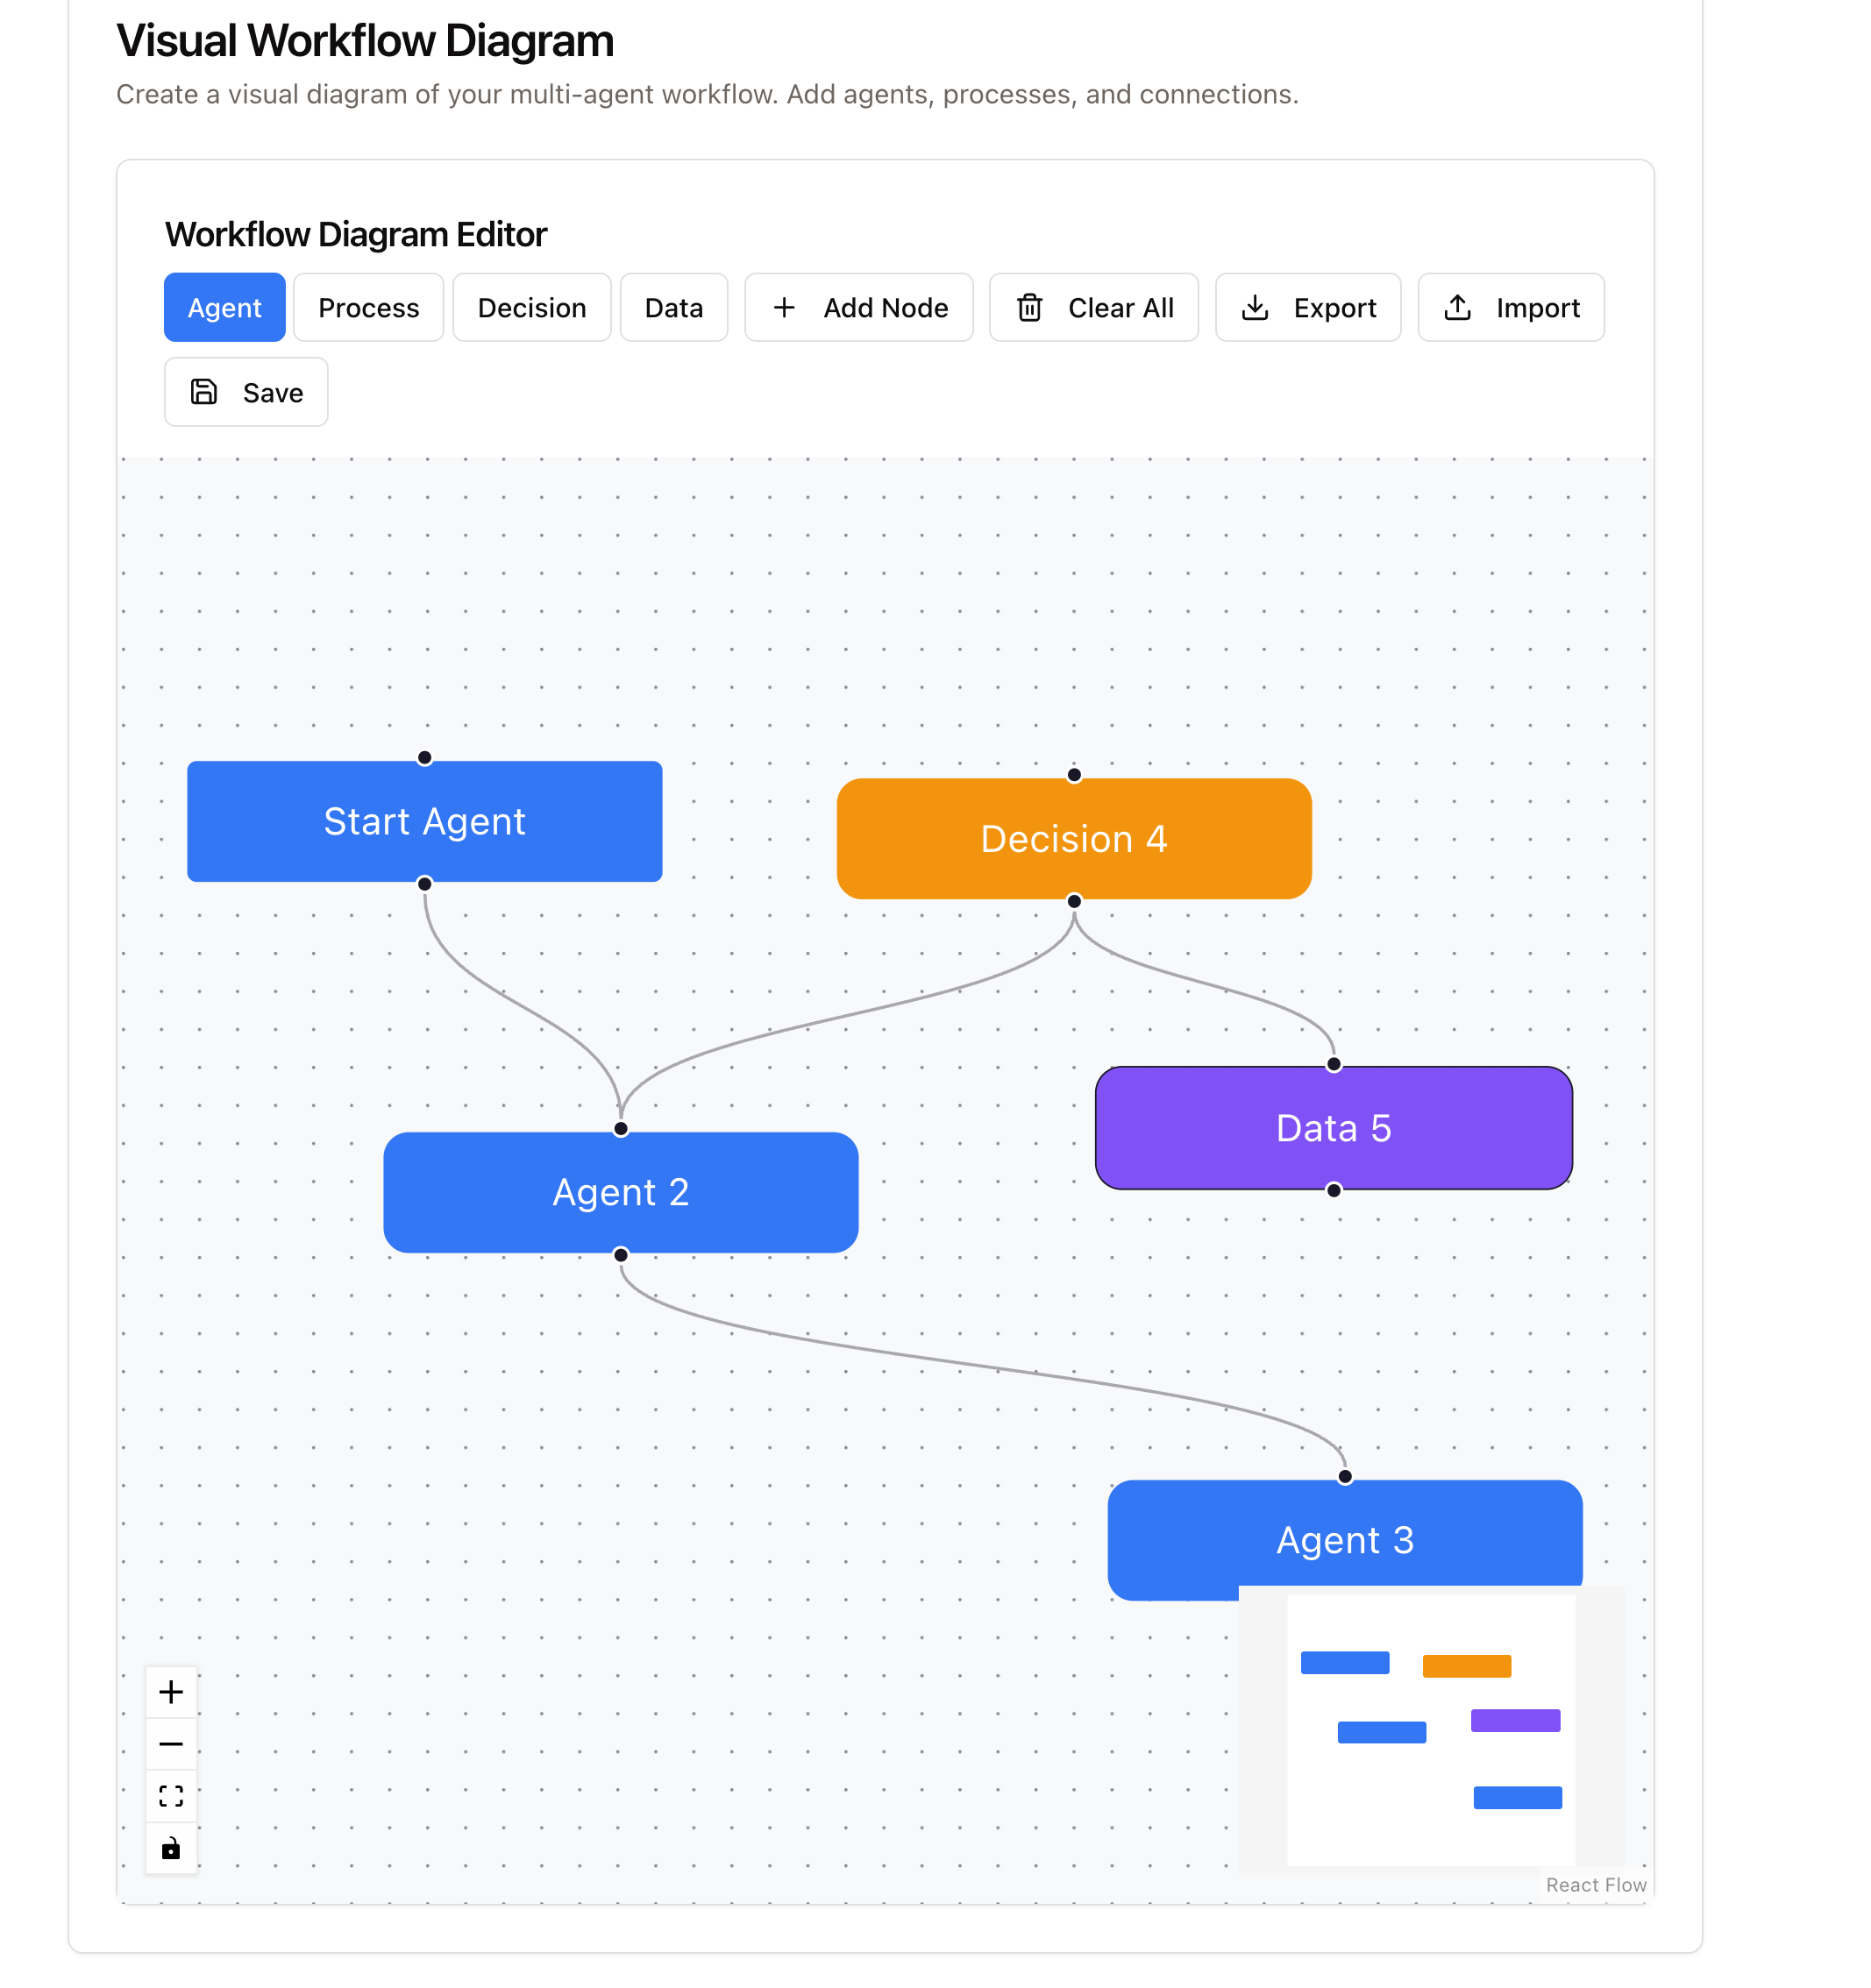 Visual Workflow Diagram
Create a visual diagram of your multi-agent workflow. Add agents, processes, and connections.
Workflow Diagram Editor
Agent Process Decision Data Add Node Clear All Export Import
Save
Start Agent
Decision 4
Data 5
Agent 2
Agent 3
React Flow